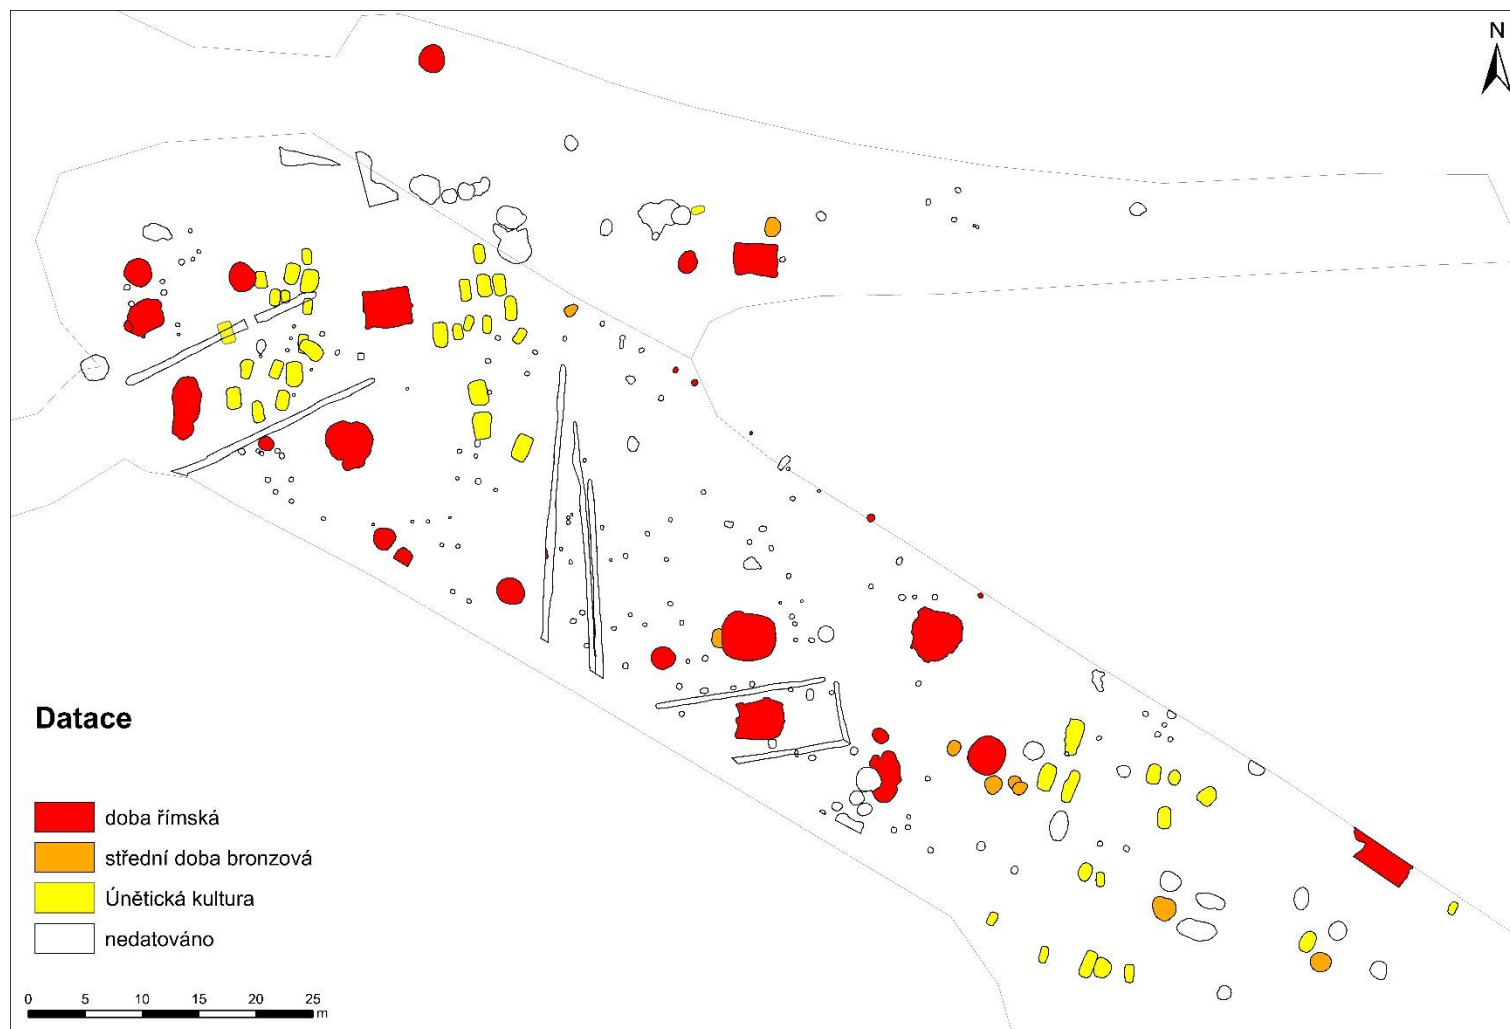 N
Datace
doba římská
střední doba bronzová
Únětická kultura
nedatováno
0 5 10 15 20 25
m